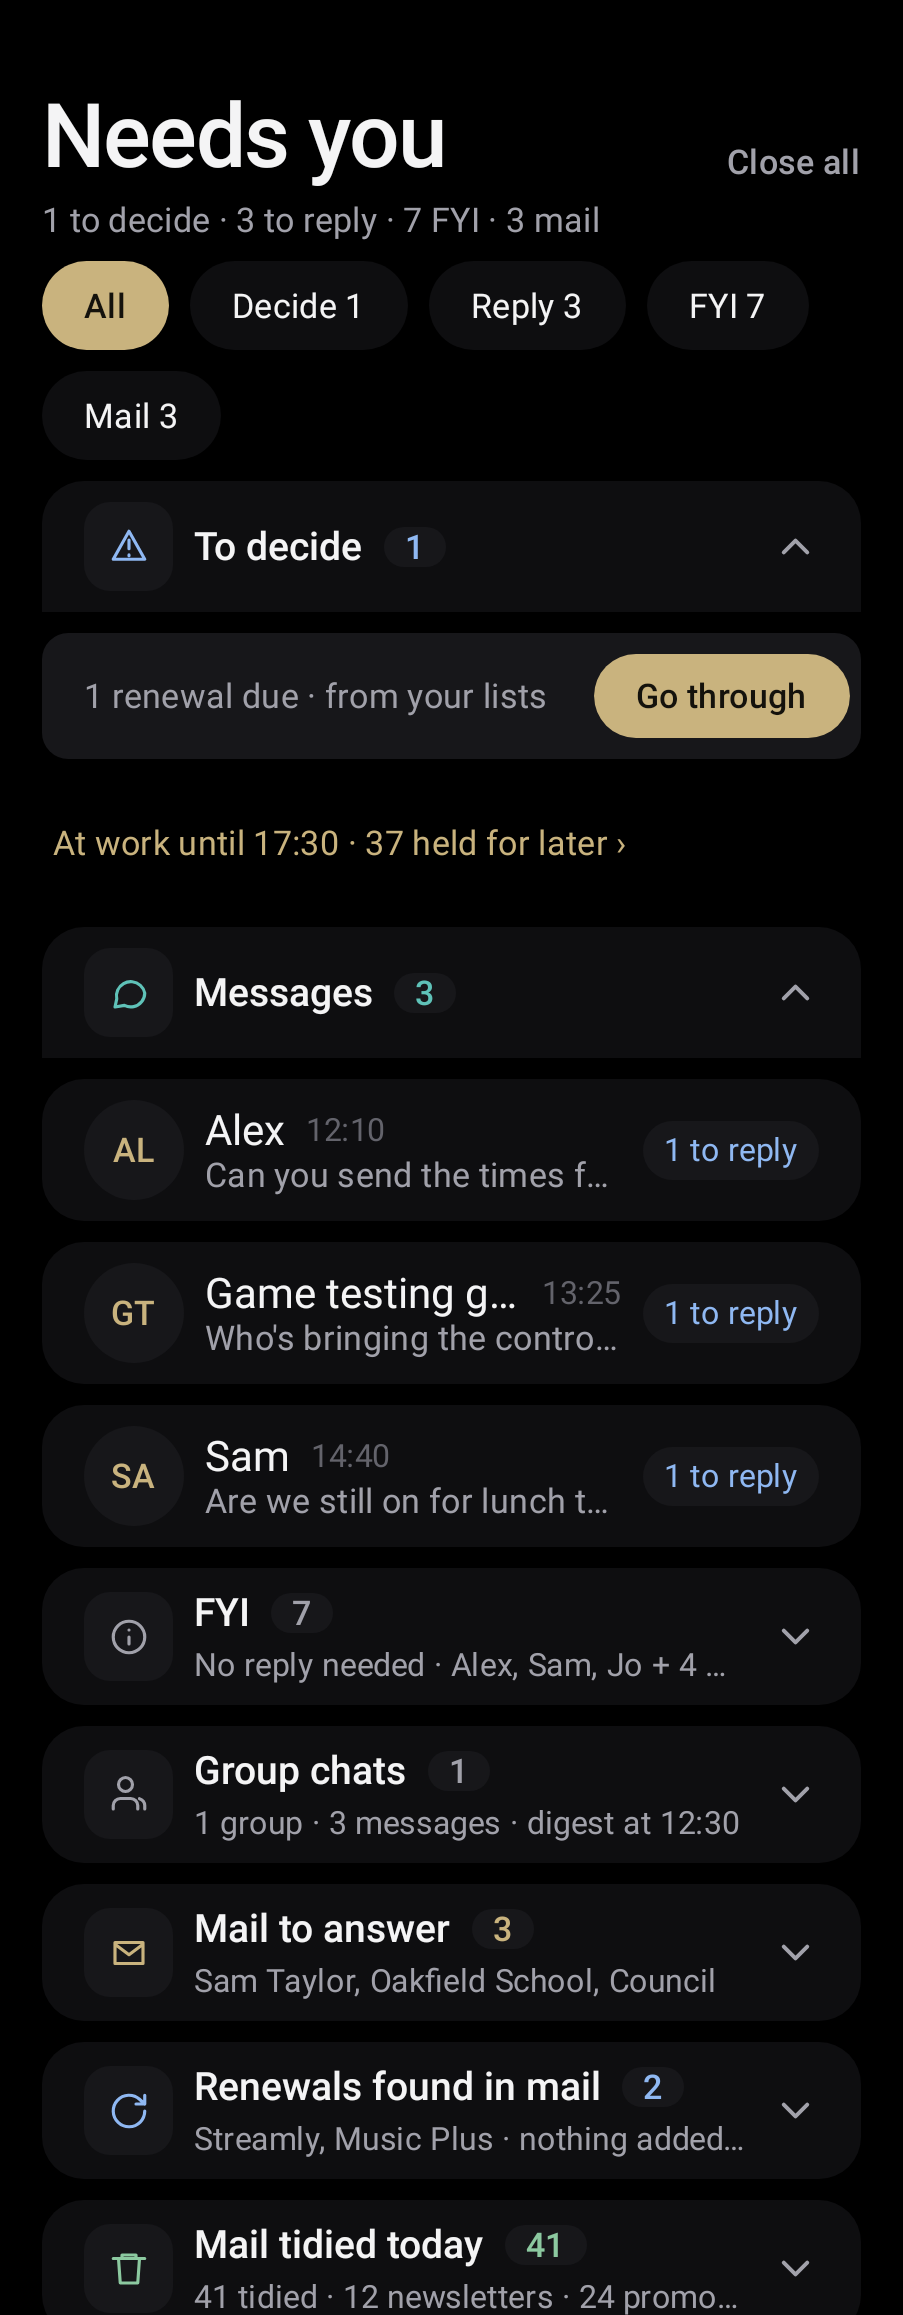 Needs you
Close all
1 to decide · 3 to reply · 7 FYI · 3 mail
All
Decide 1
Reply 3
FYI 7
Mail 3
To decide 1
1 renewal due · from your lists
Go through
At work until 17:30 · 37 held for later ›
Messages 3
AL
Alex 12:10
Can you send the times f…
1 to reply
GT
Game testing g… 13:25
Who's bringing the contro…
1 to reply
SA
Sam 14:40
Are we still on for lunch t…
1 to reply
FYI 7
No reply needed · Alex, Sam, Jo + 4 …
Group chats 1
1 group · 3 messages · digest at 12:30
Mail to answer 3
Sam Taylor, Oakfield School, Council
Renewals found in mail 2
Streamly, Music Plus · nothing added…
Mail tidied today 41
41 tidied · 12 newsletters · 24 promo…